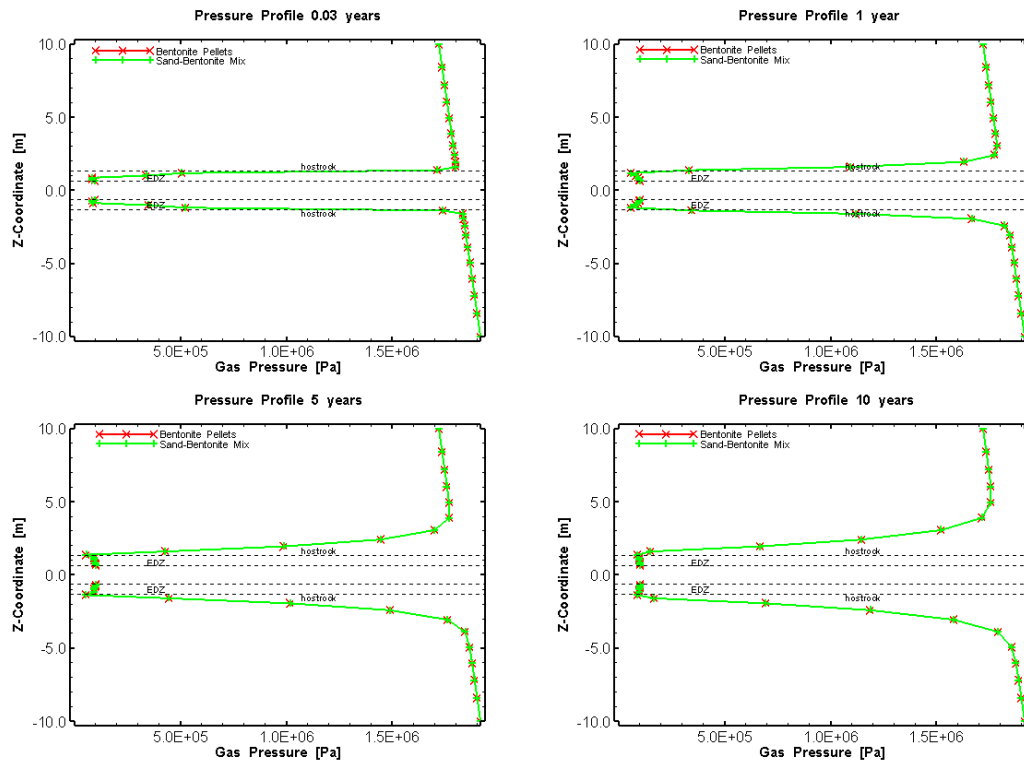 Pressure Profile 0.03 years
10.0
5.0
0.0
-5.0
-10.0
Z-Coordinate [m]
Bentonite Pellets
Sand-Bentonite Mix
hostrock
EDZ
EDZ
hostrock
5.0E+05
1.0E+06
1.5E+06
Gas Pressure [Pa]
Pressure Profile 1 year
10.0
5.0
0.0
-5.0
-10.0
Z-Coordinate [m]
Bentonite Pellets
Sand-Bentonite Mix
hostrock
EDZ
EDZ
hostrock
5.0E+05
1.0E+06
1.5E+06
Gas Pressure [Pa]
Pressure Profile 5 years
10.0
5.0
0.0
-5.0
-10.0
Z-Coordinate [m]
Bentonite Pellets
Sand-Bentonite Mix
hostrock
EDZ
EDZ
hostrock
5.0E+05
1.0E+06
1.5E+06
Gas Pressure [Pa]
Pressure Profile 10 years
10.0
5.0
0.0
-5.0
-10.0
Z-Coordinate [m]
Bentonite Pellets
Sand-Bentonite Mix
hostrock
EDZ
EDZ
hostrock
5.0E+05
1.0E+06
1.5E+06
Gas Pressure [Pa]